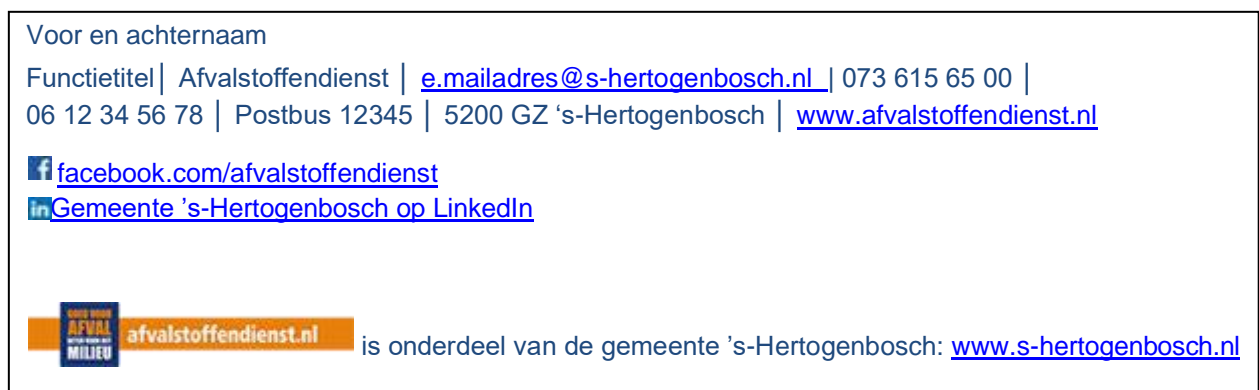 Voor en achternaam
Functietitel│ Afvalstoffendienst │ e.mailadres@s-hertogenbosch.nl | 073 615 65 00 │
06 12 34 56 78 │ Postbus 12345 │ 5200 GZ ‘s-Hertogenbosch │ www.afvalstoffendienst.nl
f facebook.com/afvalstoffendienst
in Gemeente ’s-Hertogenbosch op LinkedIn
AFVAL
MILIEU
afvalstoffendienst.nl is onderdeel van de gemeente ’s-Hertogenbosch: www.s-hertogenbosch.nl